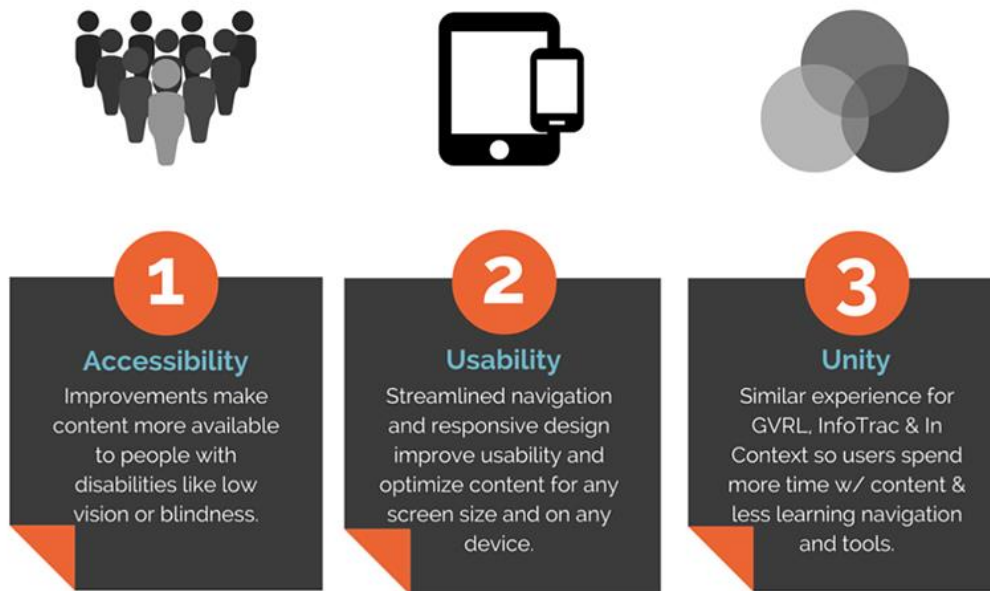 1
Accessibility
Improvements make
content more available
to people with
disabilities like low
vision or blindness.
2
Usability
Streamlined navigation
and responsive design
improve usability and
optimize content for any
screen size and on any
device.
3
Unity
Similar experience for
GVRL, InfoTrac & In
Context so users spend
more time w/ content &
less learning navigation
and tools.